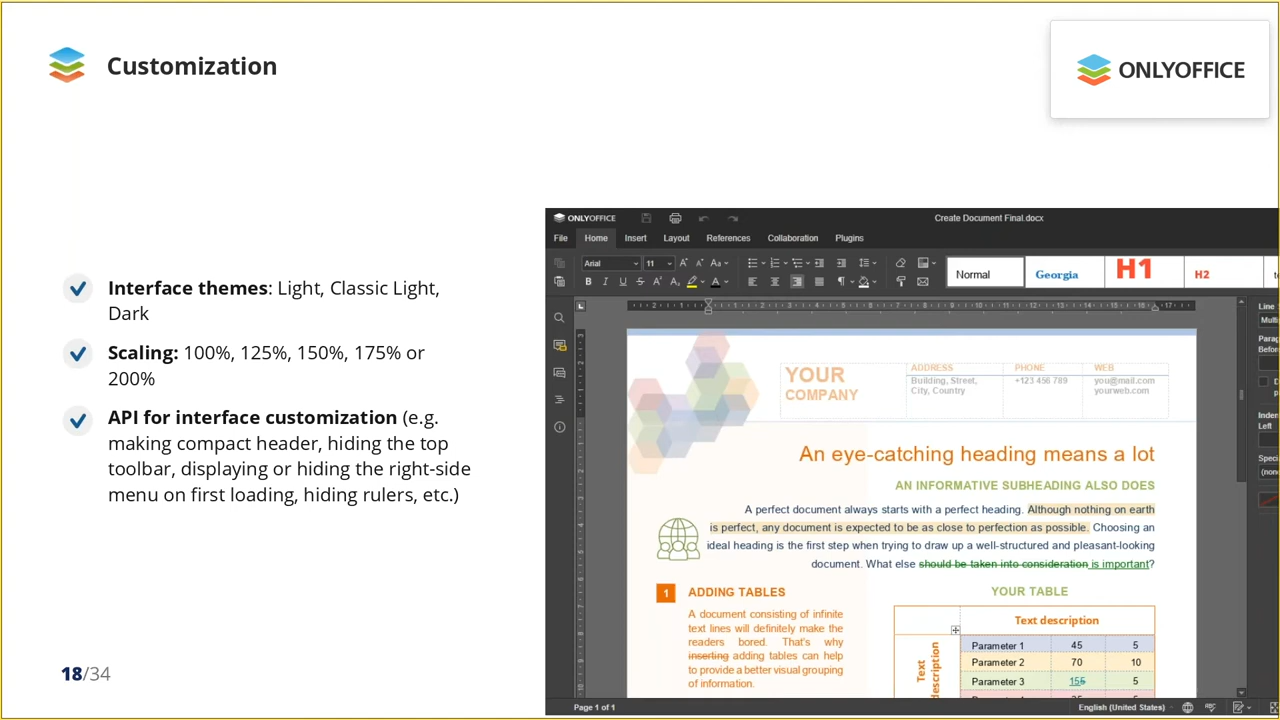 Customization
ONLYOFFICE
Interface themes: Light, Classic Light,
Dark
Scaling: 100%, 125%, 150%, 175% or
200%
API for interface customization (e.g.
making compact header, hiding the top
toolbar, displaying or hiding the right-side
menu on first loading, hiding rulers, etc.)
18/34
ONLYOFFICE
Create Document Final.docx
File Home Insert Layout References Collaboration Plugins
Arial 11
Normal Georgia H1 H2
YOUR
COMPANY
ADDRESS PHONE WEB
Building, Street, +123 456 789 you@mail.com
City, Country yourweb.com
An eye-catching heading means a lot
AN INFORMATIVE SUBHEADING ALSO DOES
A perfect document always starts with a perfect heading. Although nothing on earth
is perfect, any document is expected to be as close to perfection as possible. Choosing an
ideal heading is the first step when trying to draw up a well-structured and pleasant-looking
document. What else should be taken into consideration is important?
1 ADDING TABLES
A document consisting of infinite
text lines will definitely make the
readers bored. That's why
inserting adding tables can help
to provide a better visual grouping
of information.
YOUR TABLE
Text description
Text
description
Parameter 1 45 5
Parameter 2 70 10
Parameter 3 155 5
Page 1 of 1
English (United States)